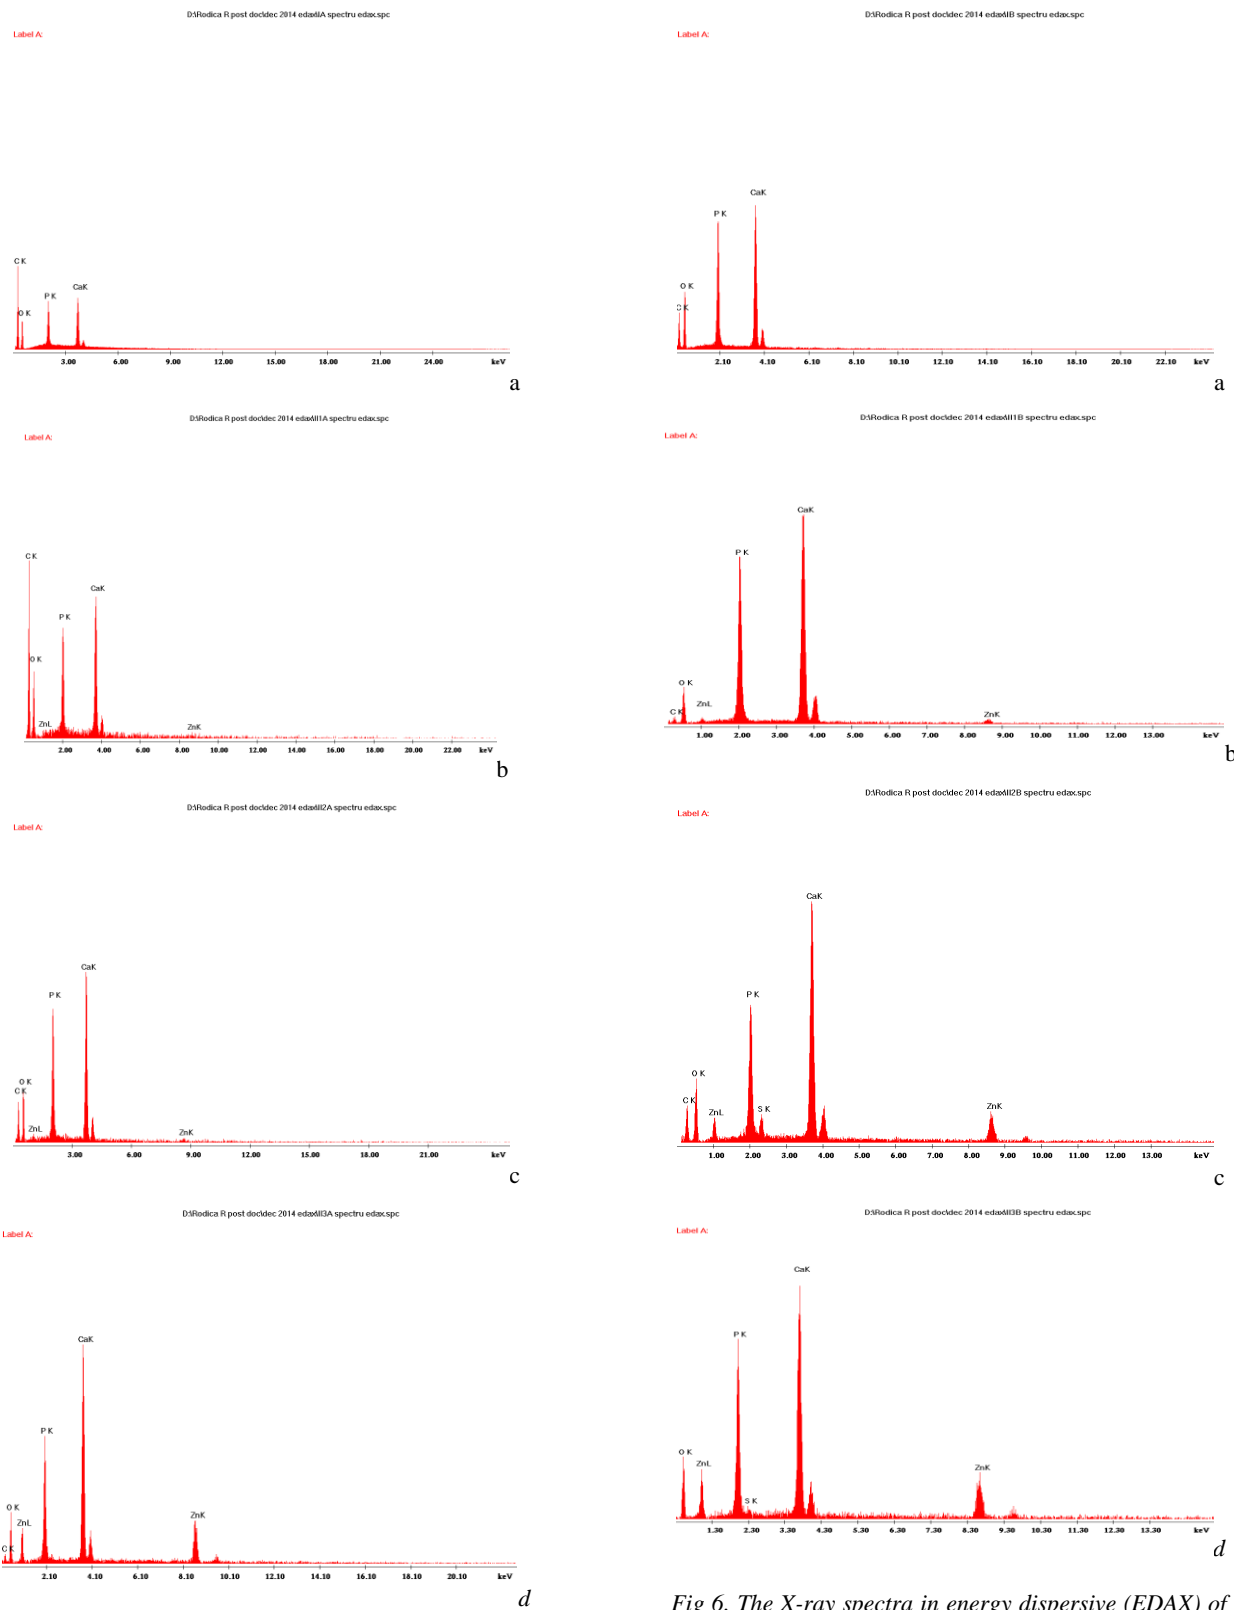 D:\Rodica R post doc\dec 2014 edax\IA spectru edax.spc
Label A:
C K
O K
P K
CaK
3.00 6.00 9.00 12.00 15.00 18.00 21.00 24.00 keV
a
D:\Rodica R post doc\dec 2014 edax\II1A spectru edax.spc
Label A:
C K
O K
ZnL
P K
CaK
ZnK
2.00 4.00 6.00 8.00 10.00 12.00 14.00 16.00 18.00 20.00 22.00 keV
b
D:\Rodica R post doc\dec 2014 edax\II2A spectru edax.spc
Label A:
C K
O K
ZnL
P K
CaK
ZnK
3.00 6.00 9.00 12.00 15.00 18.00 21.00 keV
c
D:\Rodica R post doc\dec 2014 edax\II3A spectru edax.spc
Label A:
C K
O K
ZnL
P K
CaK
ZnK
2.10 4.10 6.10 8.10 10.10 12.10 14.10 16.10 18.10 20.10 keV
d
D:\Rodica R post doc\dec 2014 edax\IB spectru edax.spc
Label A:
C K
O K
P K
CaK
2.10 4.10 6.10 8.10 10.10 12.10 14.10 16.10 18.10 20.10 22.10 keV
a
D:\Rodica R post doc\dec 2014 edax\II1B spectru edax.spc
Label A:
C K
O K
ZnL
P K
CaK
ZnK
1.00 2.00 3.00 4.00 5.00 6.00 7.00 8.00 9.00 10.00 11.00 12.00 13.00 keV
b
D:\Rodica R post doc\dec 2014 edax\II2B spectru edax.spc
Label A:
C K
O K
ZnL
P K
S K
CaK
ZnK
1.00 2.00 3.00 4.00 5.00 6.00 7.00 8.00 9.00 10.00 11.00 12.00 13.00 keV
c
D:\Rodica R post doc\dec 2014 edax\II3B spectru edax.spc
Label A:
O K
ZnL
P K
S K
CaK
ZnK
1.30 2.30 3.30 4.30 5.30 6.30 7.30 8.30 9.30 10.30 11.30 12.30 13.30 keV
d
Fig 6. The X-ray spectra in energy dispersive (EDAX) of